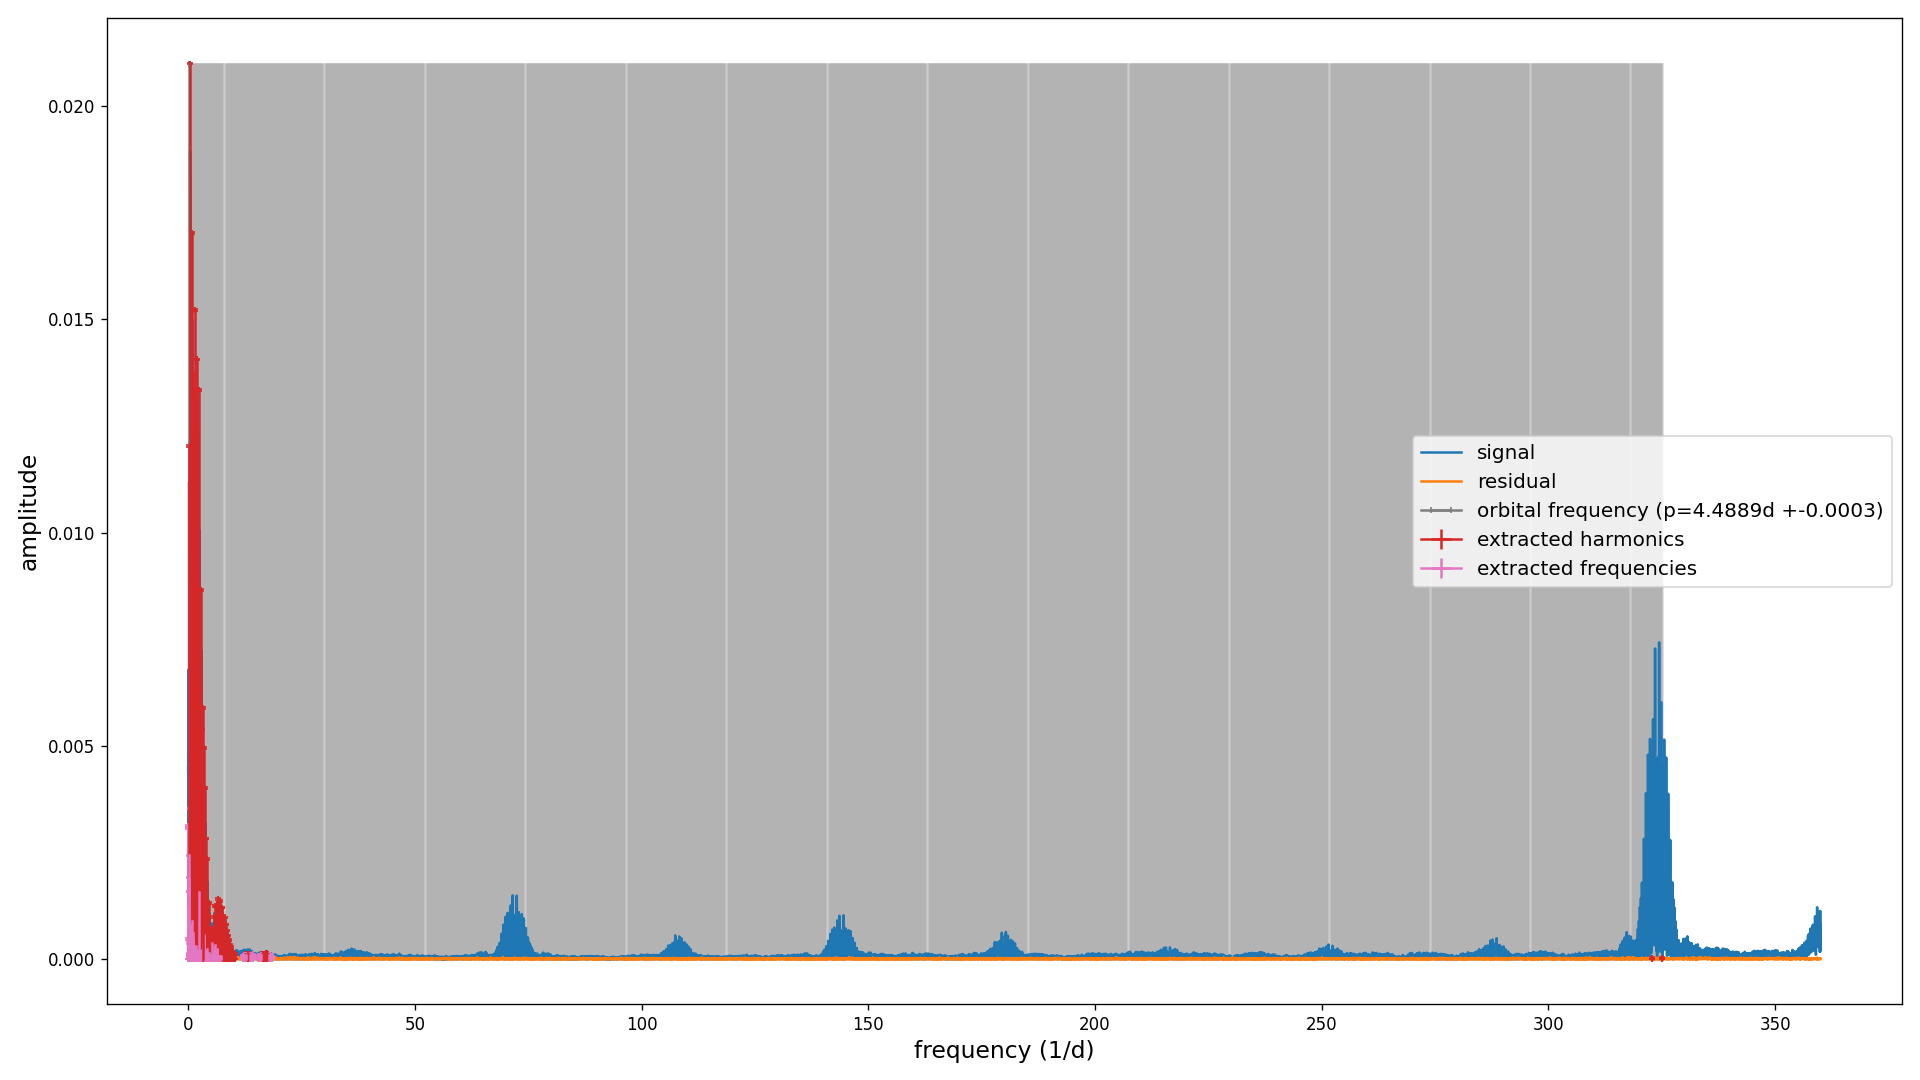 0.020
0.015
0.010
0.005
0.000
amplitude
0
50
100
150
200
250
300
350
frequency (1/d)
signal
residual
orbital frequency (p=4.4889d +-0.0003)
extracted harmonics
extracted frequencies